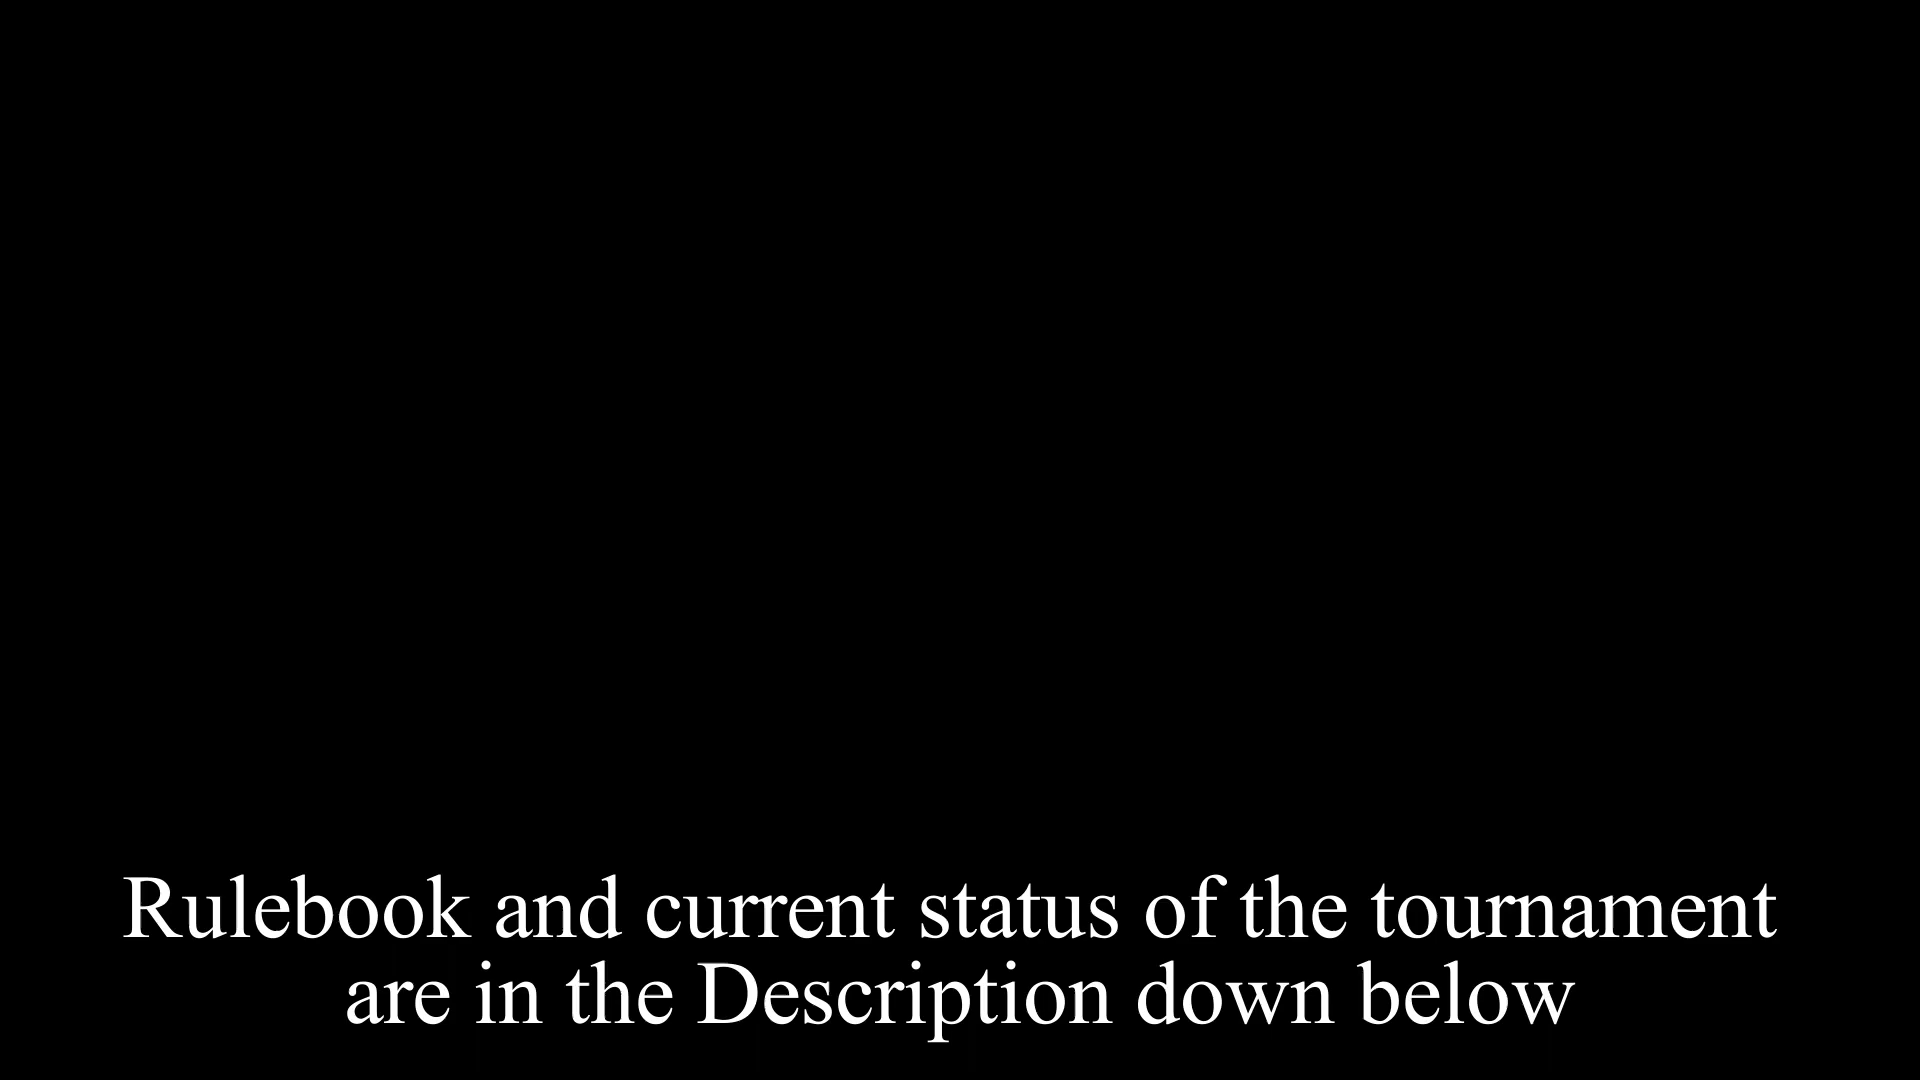 Rulebook and current status of the tournament
are in the Description down below